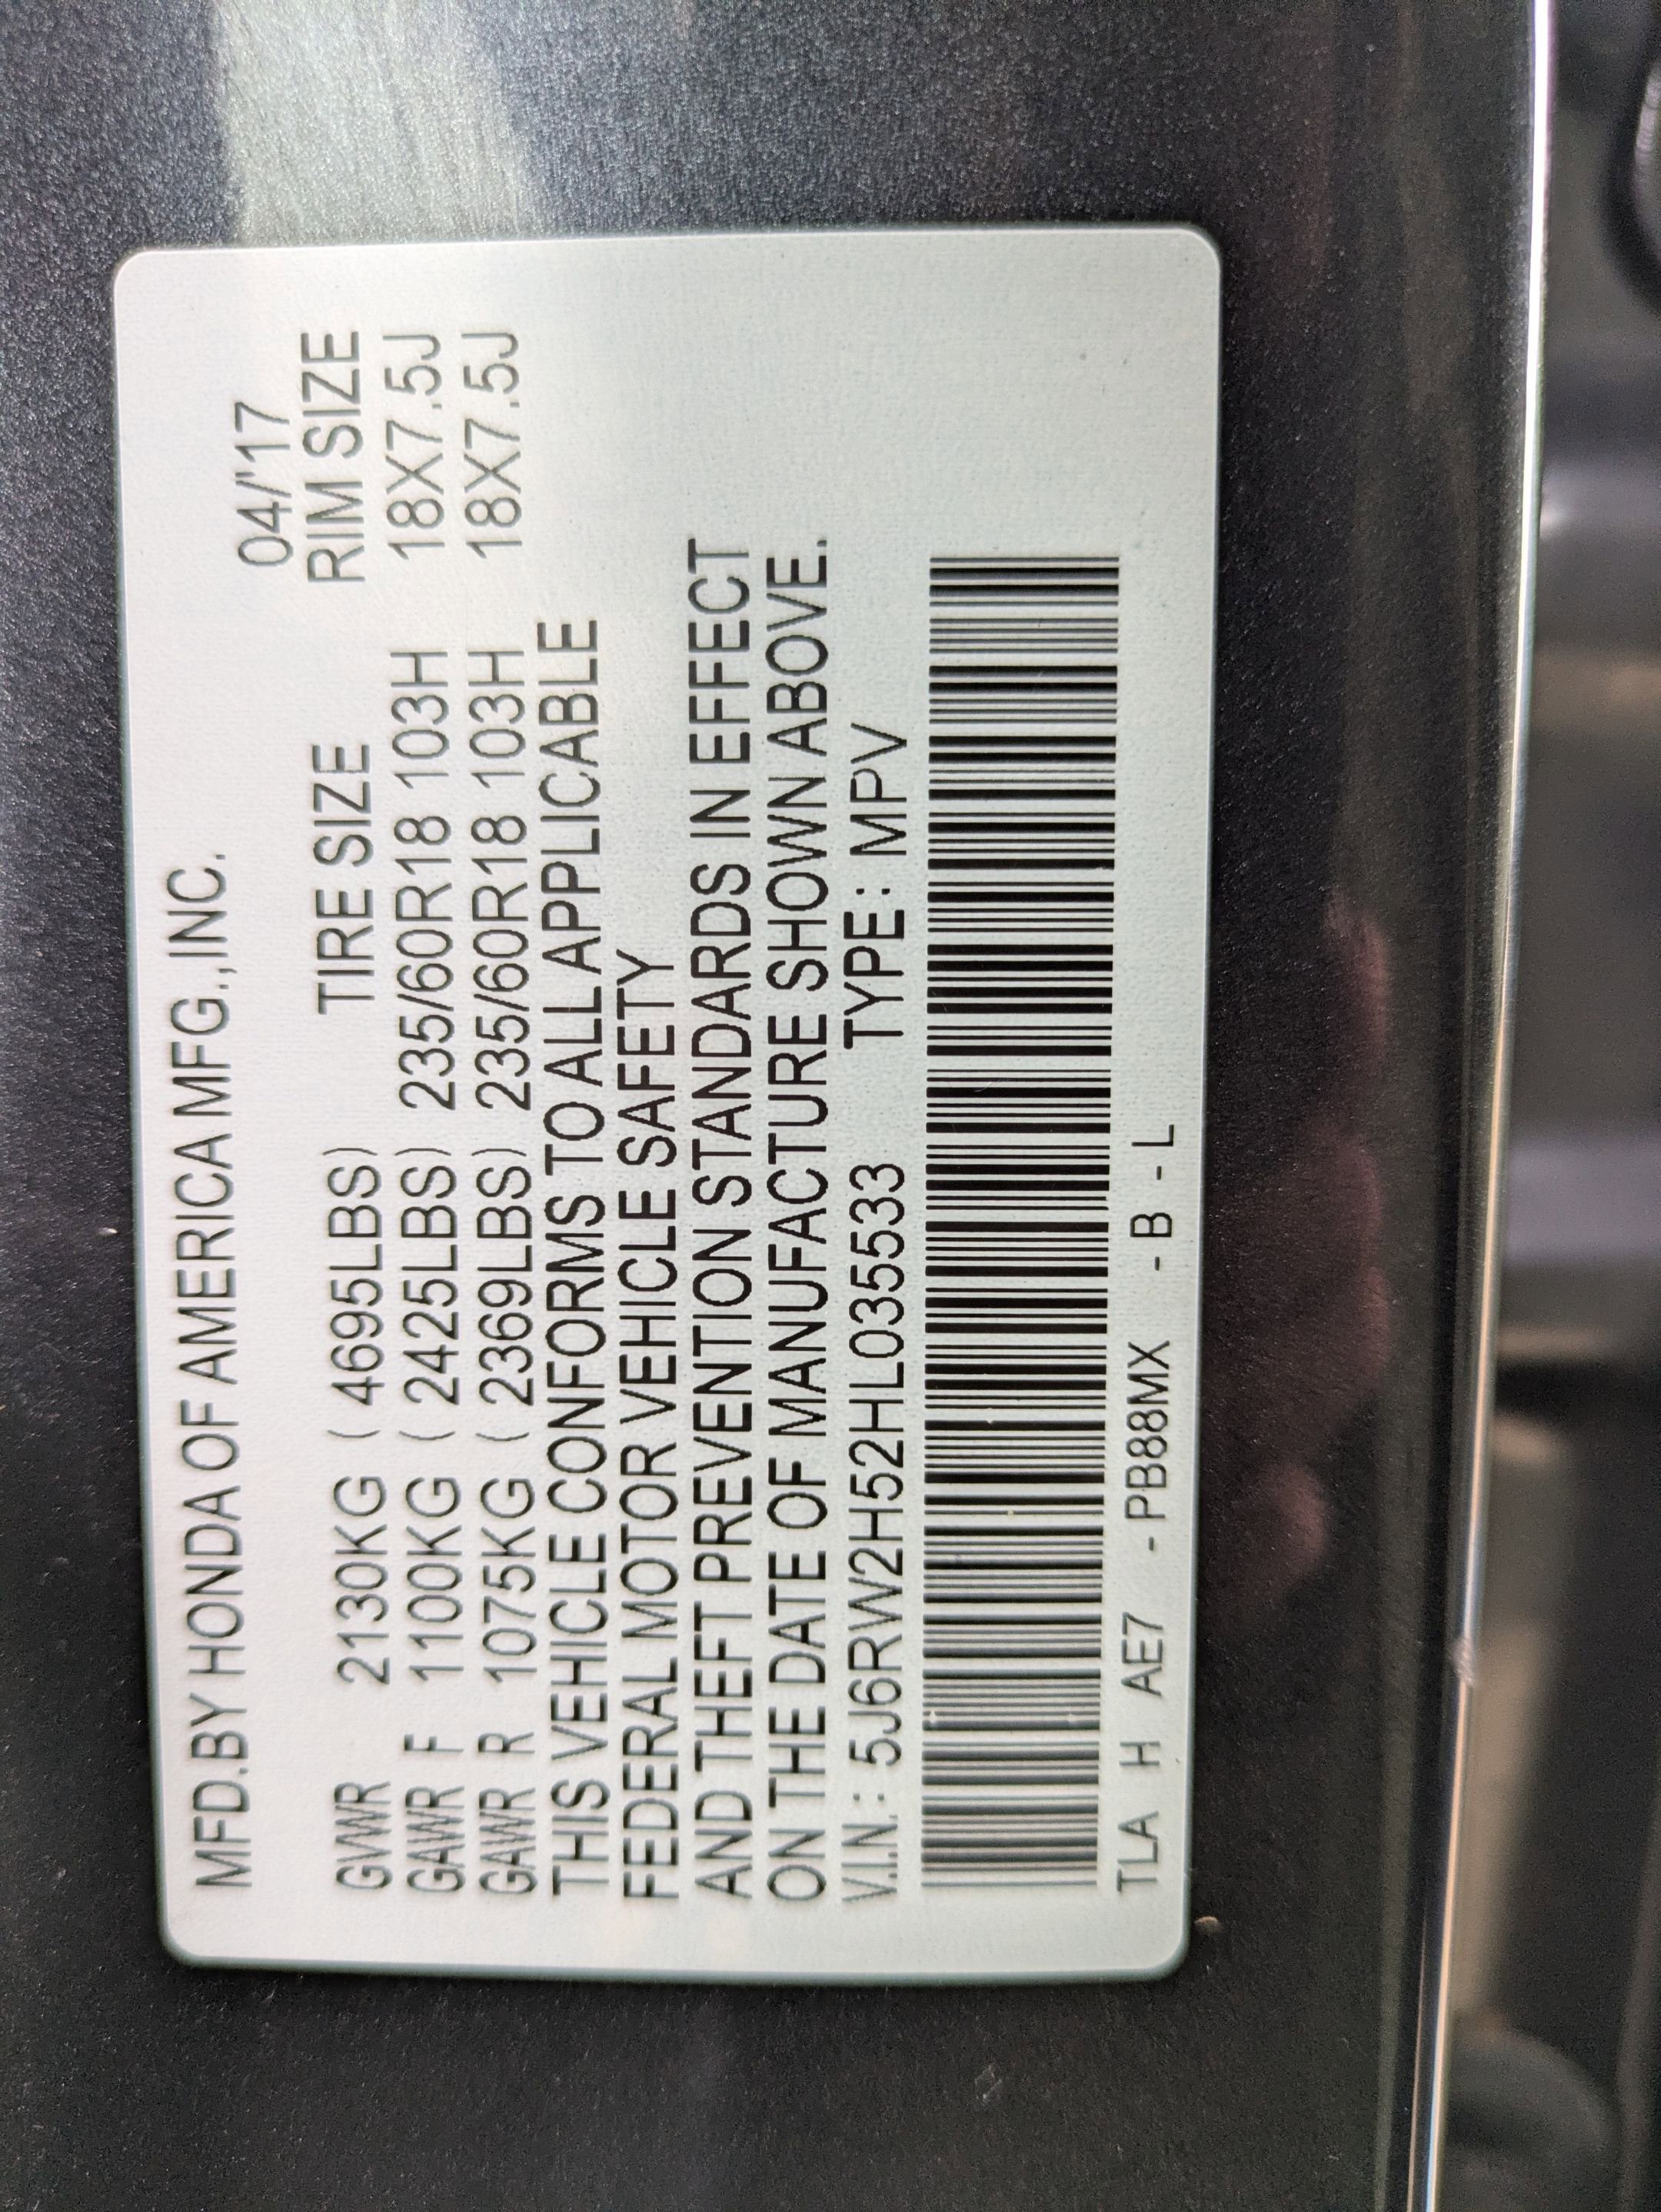 MFD.BY HONDA OF AMERICA MFG.,INC.
04/'17
TIRE SIZE RIM SIZE
GVWR 2130KG ( 4695LBS)
GAWR F 1100KG ( 2425LBS) 235/60R18 103H 18X7.5J
GAWR R 1075KG ( 2369LBS) 235/60R18 103H 18X7.5J
THIS VEHICLE CONFORMS TO ALL APPLICABLE
FEDERAL MOTOR VEHICLE SAFETY
AND THEFT PREVENTION STANDARDS IN EFFECT
ON THE DATE OF MANUFACTURE SHOWN ABOVE.
V.I.N.: 5J6RW2H52HL035533 TYPE: MPV
TLA H AE7 -PB88MX -B-L